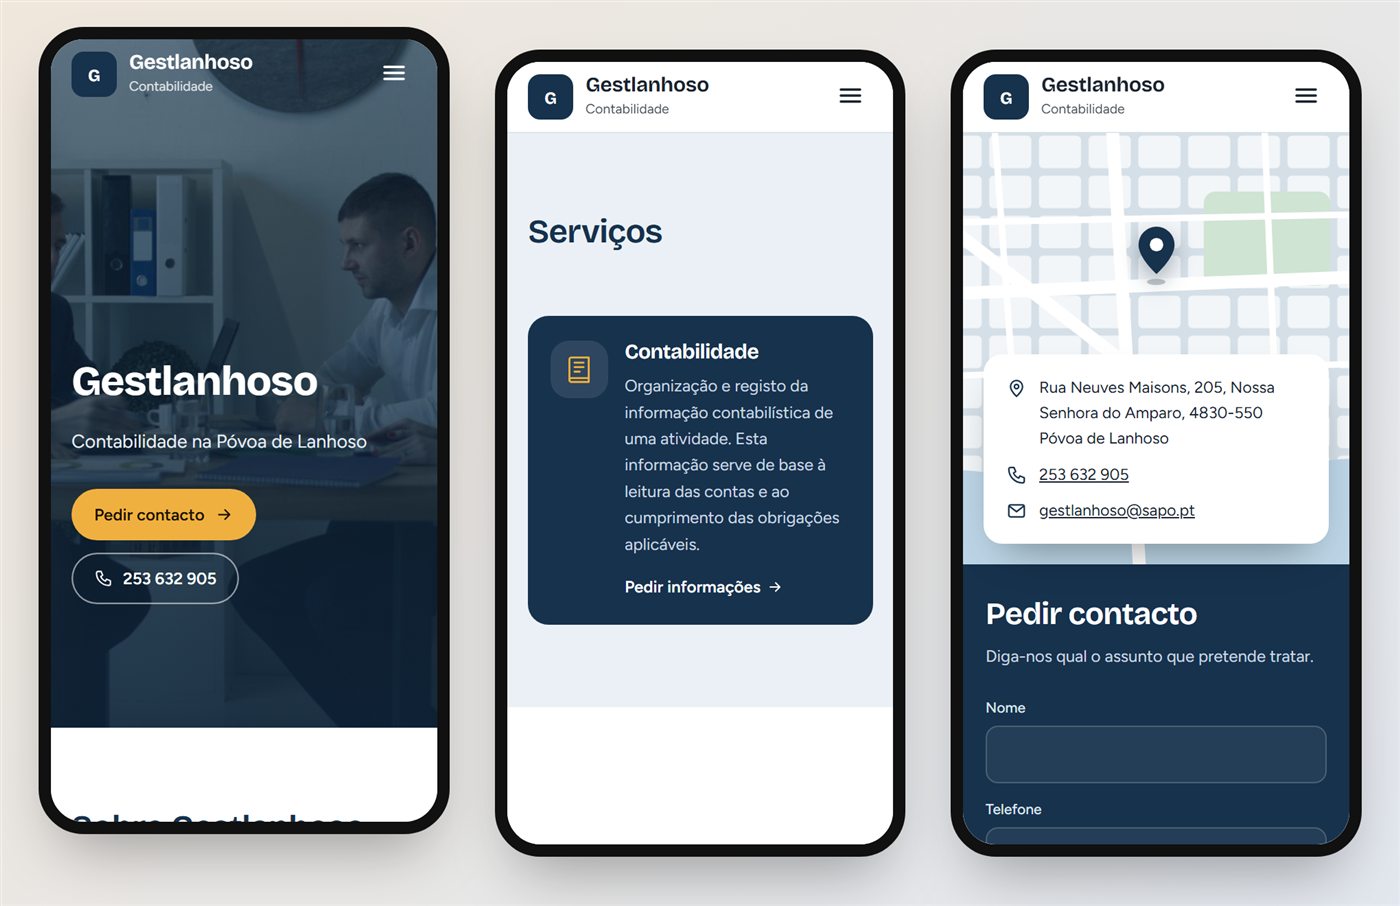 G
Gestlanhoso
Contabilidade
Gestlanhoso
Contabilidade na Póvoa de Lanhoso
Pedir contacto →
253 632 905
Sobre Gestlanhoso
G
Gestlanhoso
Contabilidade
Serviços
Contabilidade
Organização e registo da
informação contabilística de
uma atividade. Esta
informação serve de base à
leitura das contas e ao
cumprimento das obrigações
aplicáveis.
Pedir informações →
G
Gestlanhoso
Contabilidade
Rua Neuves Maisons, 205, Nossa
Senhora do Amparo, 4830-550
Póvoa de Lanhoso
253 632 905
gestlanhoso@sapo.pt
Pedir contacto
Diga-nos qual o assunto que pretende tratar.
Nome
Telefone